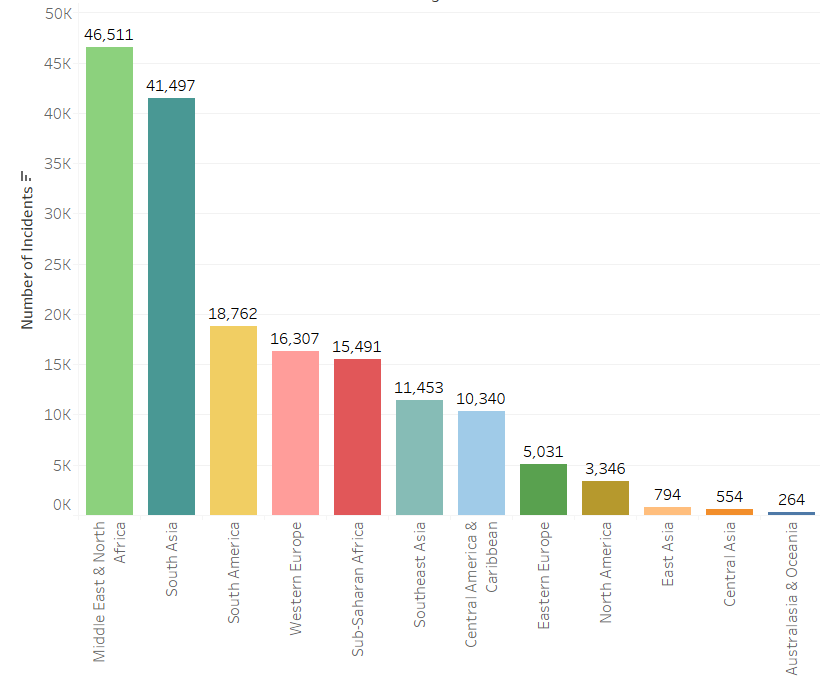 50K
45K
40K
35K
30K
25K
20K
15K
10K
5K
0K
Number of Incidents
46,511
41,497
18,762
16,307
15,491
11,453
10,340
5,031
3,346
794
554
264
Middle East & North
Africa
South Asia
South America
Western Europe
Sub-Saharan Africa
Southeast Asia
Central America &
Caribbean
Eastern Europe
North America
East Asia
Central Asia
Australasia & Oceania